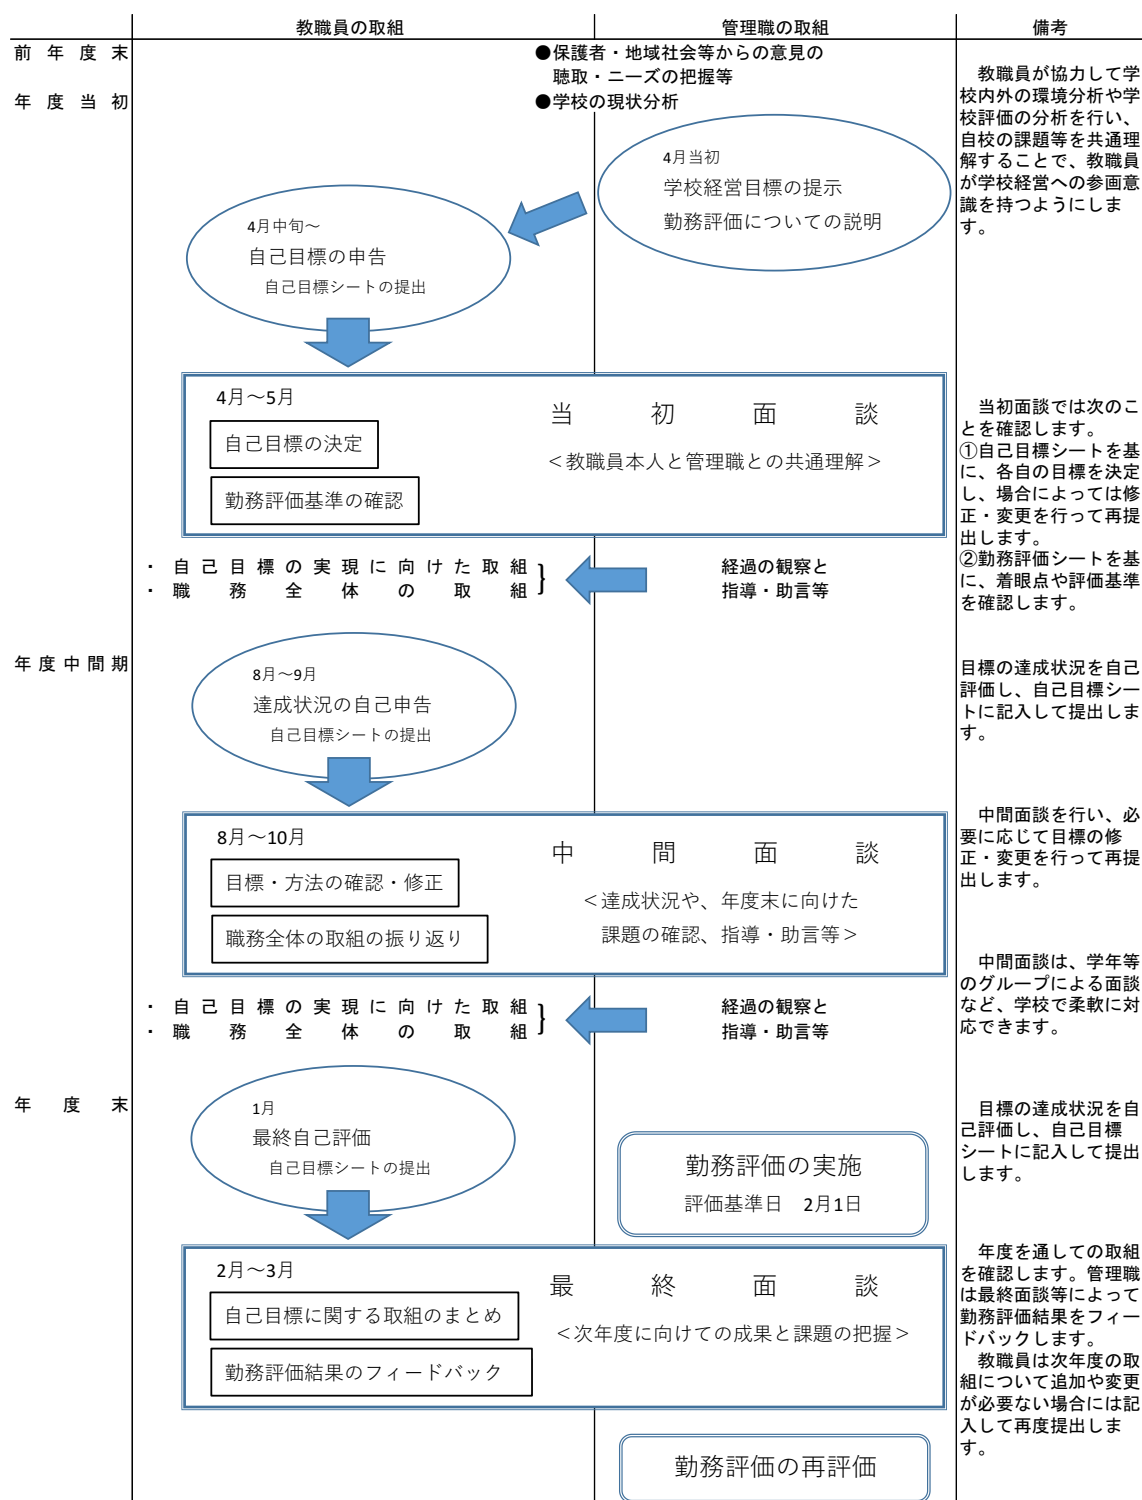 教職員の取組
管理職の取組
備考
前年度末
●保護者・地域社会等からの意見の
聴取・ニーズの把握等
年度当初
●学校の現状分析
4月当初
学校経営目標の提示
勤務評価についての説明
教職員が協力して学
校内外の環境分析や学
校評価の分析を行い、
自校の課題等を共通理
解することで、教職員
が学校経営への参画意
識を持つようにしま
す。
4月中旬～
自己目標の申告
自己目標シートの提出
4月～5月
自己目標の決定
勤務評価基準の確認
当初面談
＜教職員本人と管理職との共通理解＞
当初面談では次のこ
とを確認します。
①自己目標シートを基
に、各自の目標を決定
し、場合によっては修
正・変更を行って再提
出します。
②勤務評価シートを基
に、着眼点や評価基準
を確認します。
・自己目標の実現に向けた取組
・職務全体の取組
}
経過の観察と
指導・助言等
年度中間期
8月～9月
達成状況の自己申告
自己目標シートの提出
目標の達成状況を自己
評価し、自己目標シー
トに記入して提出しま
す。
8月～10月
目標・方法の確認・修正
職務全体の取組の振り返り
中間面談
＜達成状況や、年度末に向けた
課題の確認、指導・助言等＞
中間面談を行い、必
要に応じて目標の修
正・変更を行って再提
出します。
中間面談は、学年等
のグループによる面談
など、学校で柔軟に対
応できます。
・自己目標の実現に向けた取組
・職務全体の取組
}
経過の観察と
指導・助言等
年度末
1月
最終自己評価
自己目標シートの提出
勤務評価の実施
評価基準日　2月1日
目標の達成状況を自
己評価し、自己目標
シートに記入して提出
します。
2月～3月
自己目標に関する取組のまとめ
勤務評価結果のフィードバック
最終面談
＜次年度に向けての成果と課題の把握＞
年度を通しての取組
を確認します。管理職
は最終面談等によって
勤務評価結果をフィー
ドバックします。
教職員は次年度の取
組について追加や変更
が必要ない場合には記
入して再度提出しま
す。
勤務評価の再評価